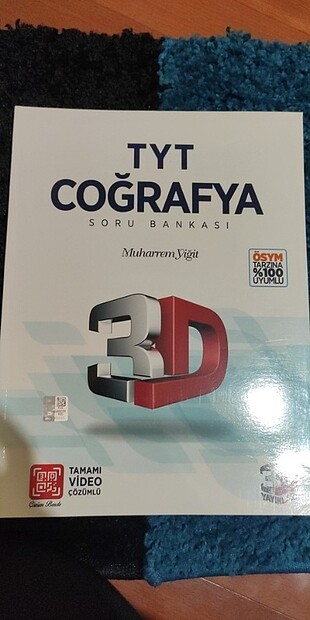 TYT
COĞRAFYA
SORU BANKASI
Muharrem Yiğit
ÖSYM
TARZINA
%100
UYUMLU
3D
TAMAMI
VİDEO
ÇÖZÜMLÜ